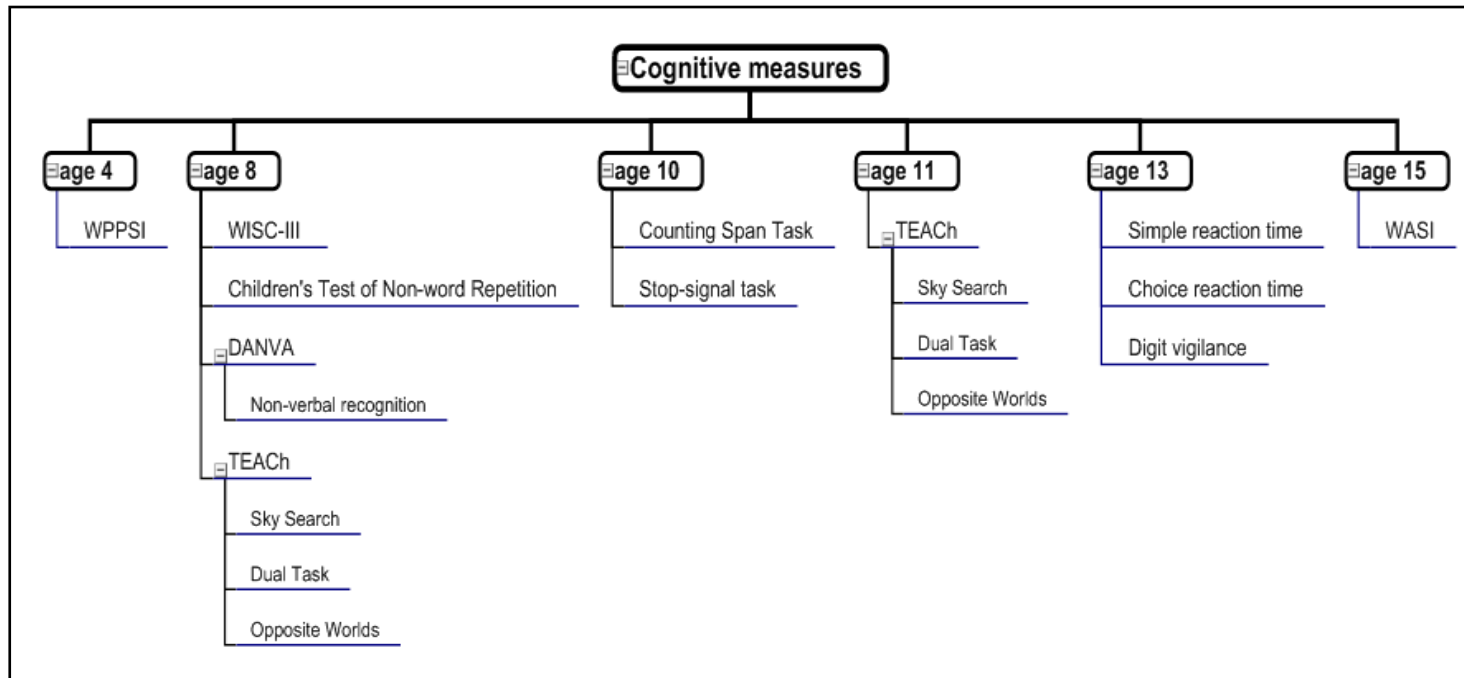 Cognitive measures
age 4
WPPSI
age 8
WISC-III
Children's Test of Non-word Repetition
DANVA
Non-verbal recognition
TEACh
Sky Search
Dual Task
Opposite Worlds
age 10
Counting Span Task
Stop-signal task
age 11
TEACh
Sky Search
Dual Task
Opposite Worlds
age 13
Simple reaction time
Choice reaction time
Digit vigilance
age 15
WASI